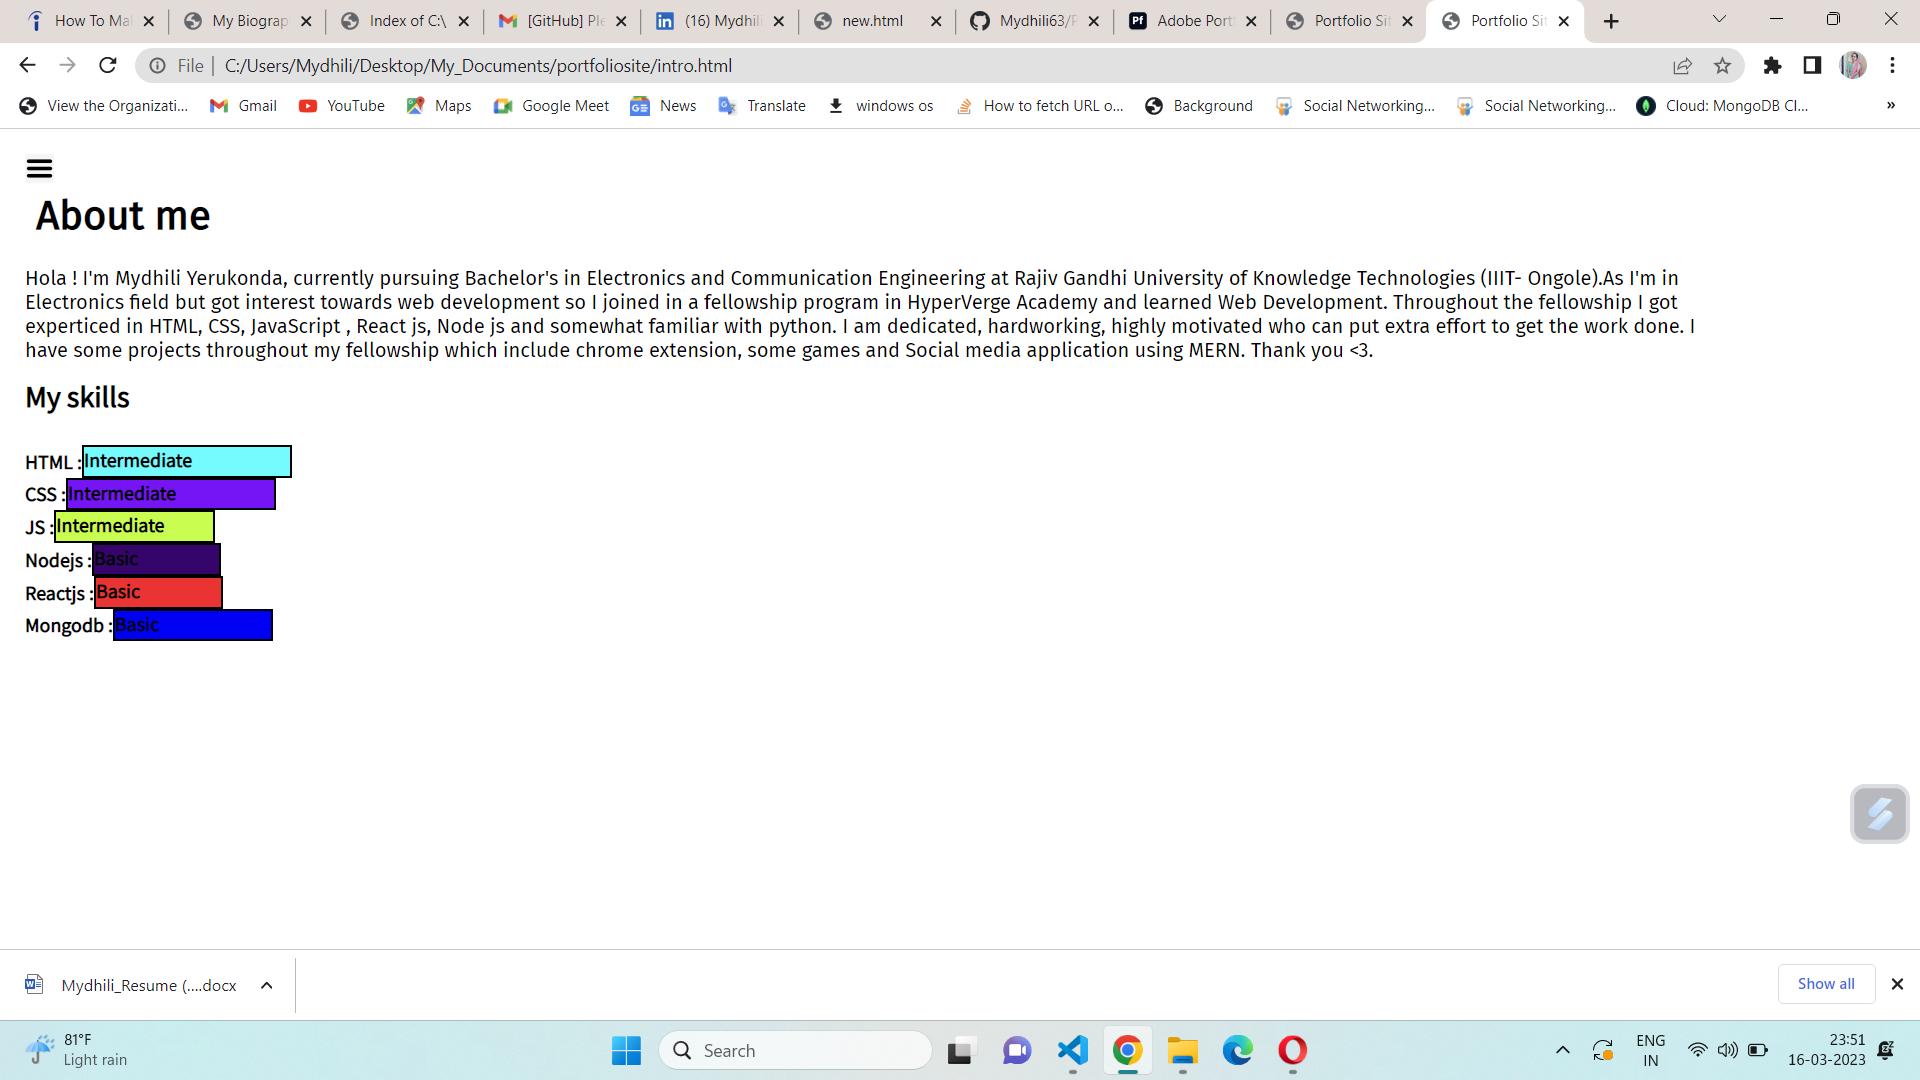 How To Mal
My Biograp
Index of C:\
[GitHub] Ple
(16) Mydhili
new.html
Mydhili63/P
Adobe Portf
Portfolio Sit
Portfolio Sit
File | C:/Users/Mydhili/Desktop/My_Documents/portfoliosite/intro.html
View the Organizati...
Gmail
YouTube
Maps
Google Meet
News
Translate
windows os
How to fetch URL o...
Background
Social Networking...
Social Networking...
Cloud: MongoDB Cl...
»
About me
Hola ! I'm Mydhili Yerukonda, currently pursuing Bachelor's in Electronics and Communication Engineering at Rajiv Gandhi University of Knowledge Technologies (IIIT- Ongole).As I'm in
Electronics field but got interest towards web development so I joined in a fellowship program in HyperVerge Academy and learned Web Development. Throughout the fellowship I got
experticed in HTML, CSS, JavaScript , React js, Node js and somewhat familiar with python. I am dedicated, hardworking, highly motivated who can put extra effort to get the work done. I
have some projects throughout my fellowship which include chrome extension, some games and Social media application using MERN. Thank you <3.
My skills
HTML :Intermediate
CSS :Intermediate
JS :Intermediate
Nodejs :Basic
Reactjs :Basic
Mongodb :Basic
Mydhili_Resume (....docx
Show all
81°F
Light rain
Search
ENG
IN
23:51
16-03-2023